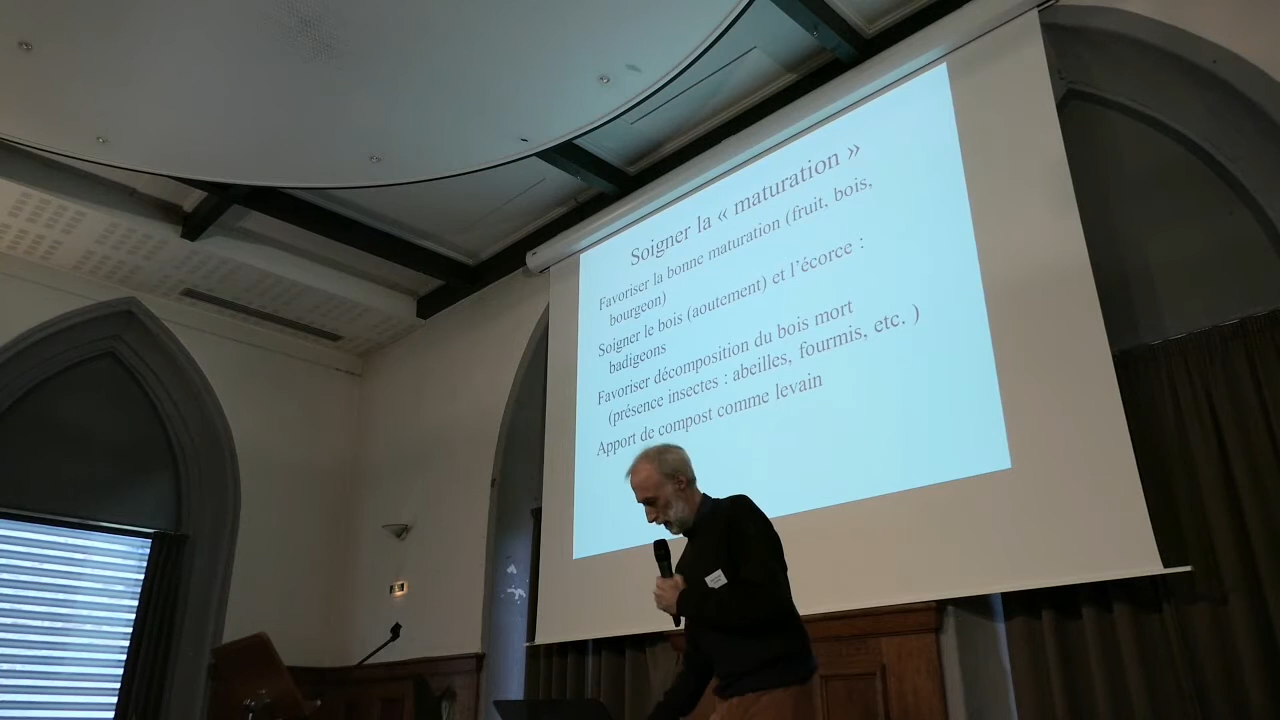 Soigner la « maturation »
Favoriser la bonne maturation (fruit, bois,
bourgeon)
Soigner le bois (aoutement) et l'écorce :
badigeons
Favoriser décomposition du bois mort
(présence insectes : abeilles, fourmis, etc. )
Apport de compost comme levain